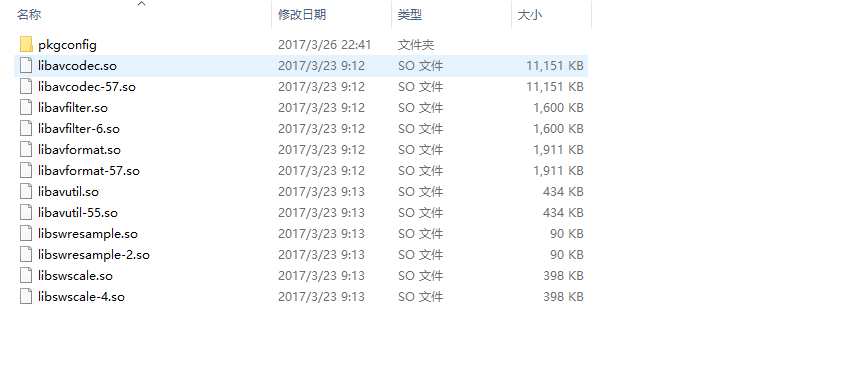 名称 修改日期 类型 大小
pkgconfig 2017/3/26 22:41 文件夹
libavcodec.so 2017/3/23 9:12 SO 文件 11,151 KB
libavcodec-57.so 2017/3/23 9:12 SO 文件 11,151 KB
libavfilter.so 2017/3/23 9:12 SO 文件 1,600 KB
libavfilter-6.so 2017/3/23 9:12 SO 文件 1,600 KB
libavformat.so 2017/3/23 9:12 SO 文件 1,911 KB
libavformat-57.so 2017/3/23 9:12 SO 文件 1,911 KB
libavutil.so 2017/3/23 9:13 SO 文件 434 KB
libavutil-55.so 2017/3/23 9:13 SO 文件 434 KB
libswresample.so 2017/3/23 9:13 SO 文件 90 KB
libswresample-2.so 2017/3/23 9:13 SO 文件 90 KB
libswscale.so 2017/3/23 9:13 SO 文件 398 KB
libswscale-4.so 2017/3/23 9:13 SO 文件 398 KB